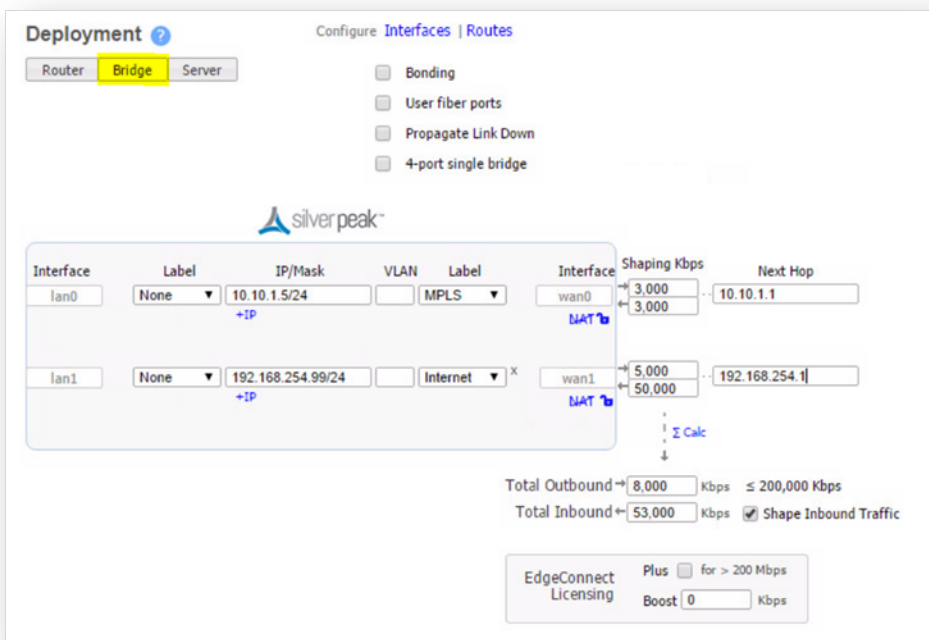 Deployment ?
Configure Interfaces | Routes
Router Bridge Server
Bonding
User fiber ports
Propagate Link Down
4-port single bridge
silver peak™
Interface Label IP/Mask VLAN Label Interface Shaping Kbps Next Hop
lan0 None 10.10.1.5/24 MPLS wan0 3,000 10.10.1.1
3,000
+IP NAT
lan1 None 192.168.254.99/24 Internet x wan1 5,000 192.168.254.1
50,000
+IP NAT
Σ Calc
Total Outbound 8,000 Kbps ≤ 200,000 Kbps
Total Inbound 53,000 Kbps Shape Inbound Traffic
EdgeConnect Licensing
Plus for > 200 Mbps
Boost 0 Kbps